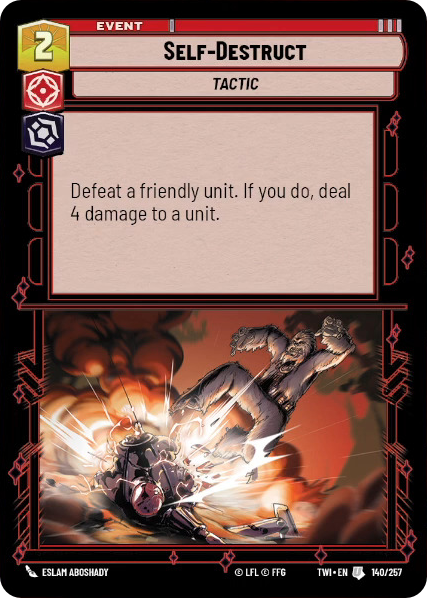 EVENT
2
SELF-DESTRUCT
TACTIC
Defeat a friendly unit. If you do, deal
4 damage to a unit.
ESLAM ABOSHADY
© LFL © FFG
TWI • EN
U
140/257